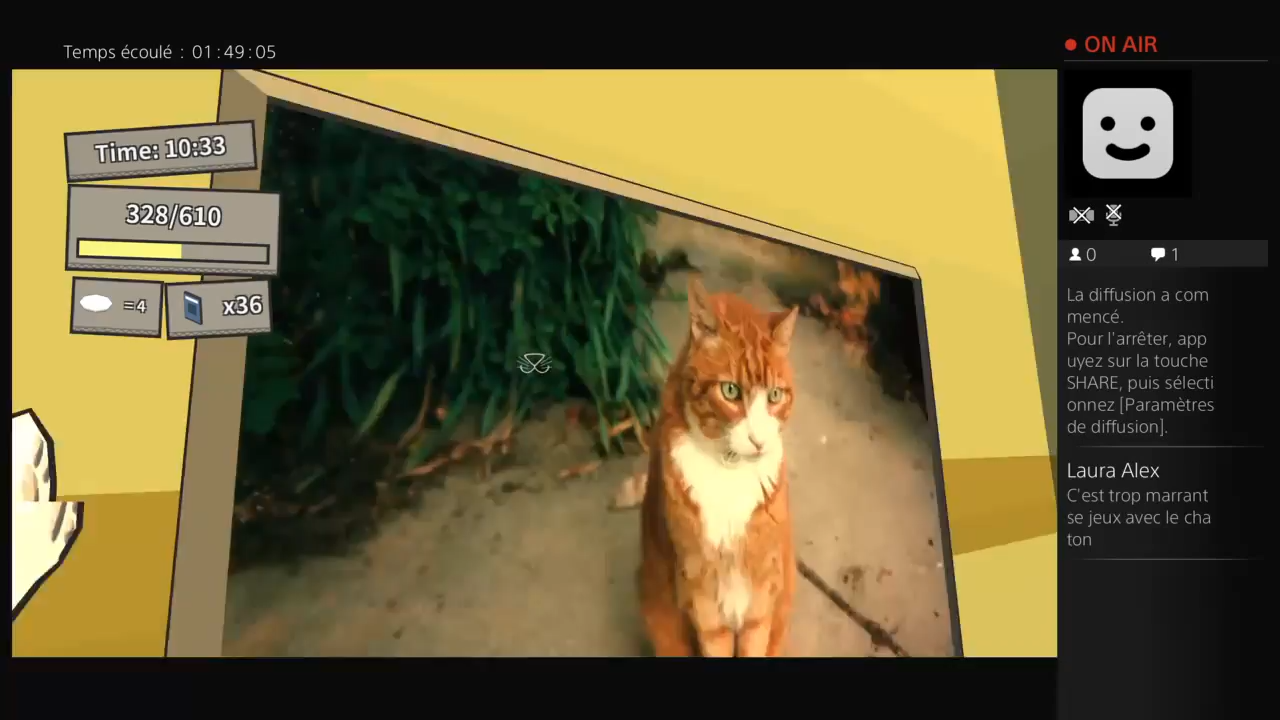 Temps écoulé : 01:49:05
ON AIR
Time: 10:33
328/610
=4
x36
0
1
La diffusion a com
mencé.
Pour l'arrêter, app
uyez sur la touche
SHARE, puis sélecti
onnez [Paramètres
de diffusion].
Laura Alex
C'est trop marrant
se jeux avec le cha
ton